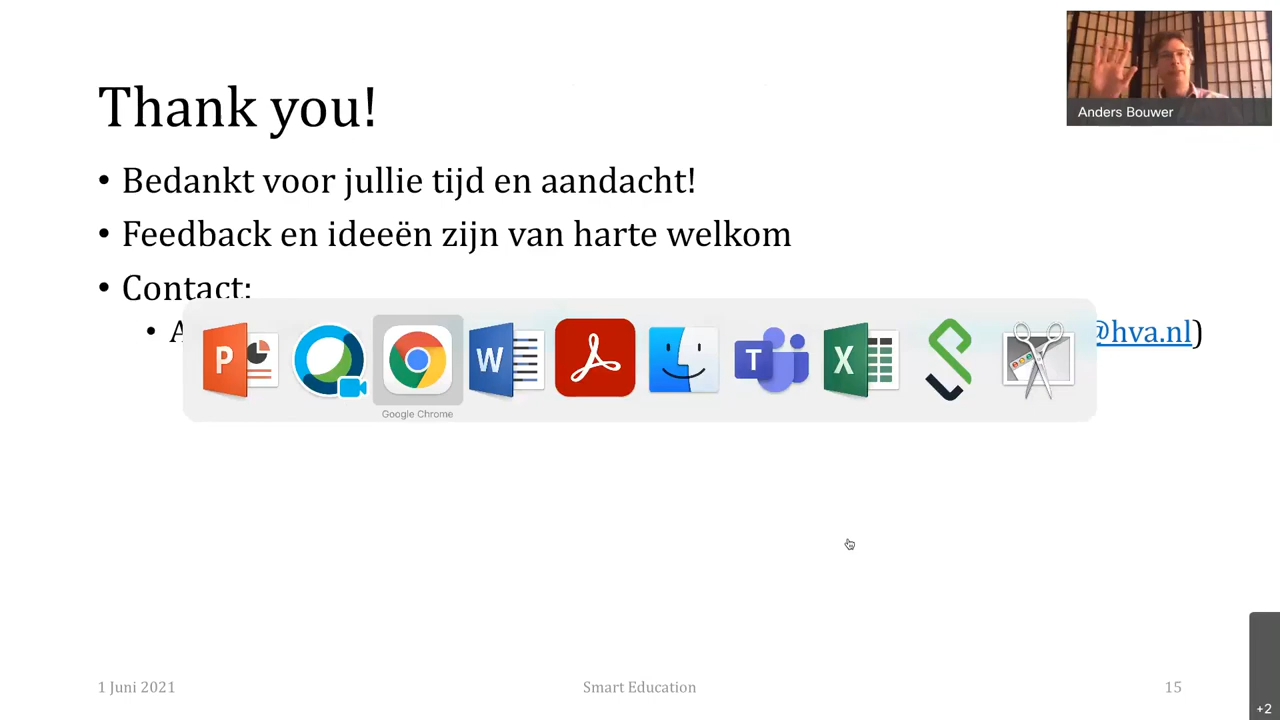 Thank you!
Anders Bouwer
• Bedankt voor jullie tijd en aandacht!
• Feedback en ideeën zijn van harte welkom
• Contact:
@hva.nl)
P
W
T
X
Google Chrome
1 Juni 2021
Smart Education
15
+2